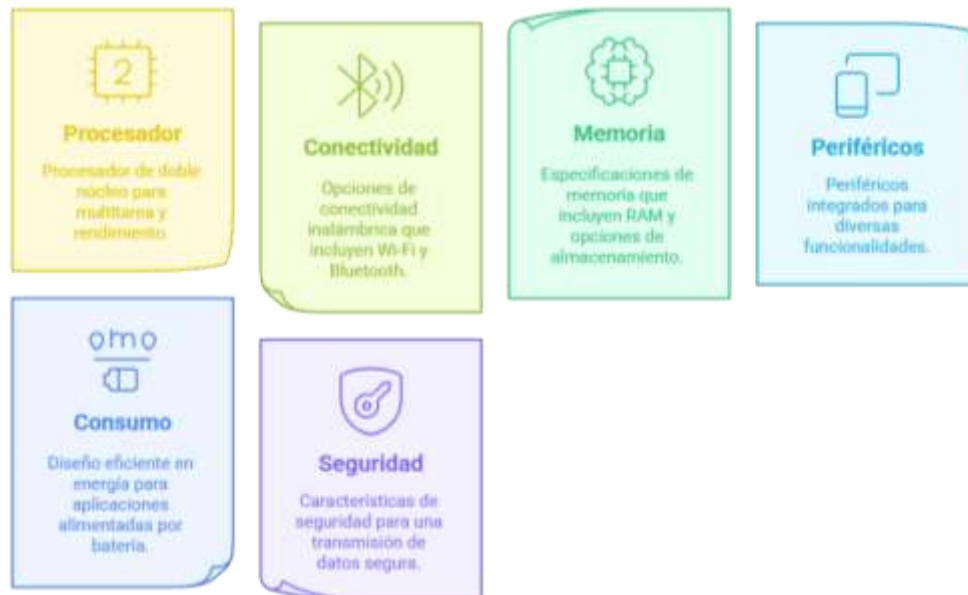 2
Procesador
Procesador de doble
núcleo para
multitarea y
rendimiento.
Conectividad
Opciones de
conectividad
inalámbrica que
incluyen Wi-Fi y
Bluetooth.
Memoria
Especificaciones de
memoria que
incluyen RAM y
opciones de
almacenamiento.
Periféricos
Periféricos
integrados para
diversas
funcionalidades.
Consumo
Diseño eficiente en
energía para
aplicaciones
alimentadas por
batería.
Seguridad
Características de
seguridad para una
transmisión de
datos segura.